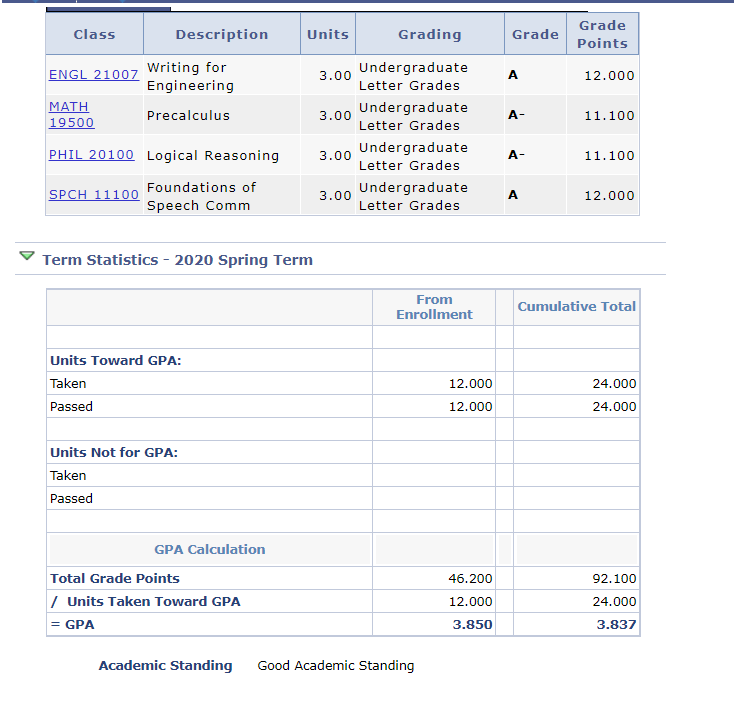 Class Description Units Grading Grade Grade Points
ENGL 21007 Writing for Engineering 3.00 Undergraduate Letter Grades A 12.000
MATH 19500 Precalculus 3.00 Undergraduate Letter Grades A- 11.100
PHIL 20100 Logical Reasoning 3.00 Undergraduate Letter Grades A- 11.100
SPCH 11100 Foundations of Speech Comm 3.00 Undergraduate Letter Grades A 12.000
Term Statistics - 2020 Spring Term
From Enrollment Cumulative Total
Units Toward GPA:
Taken 12.000 24.000
Passed 12.000 24.000
Units Not for GPA:
Taken
Passed
GPA Calculation
Total Grade Points 46.200 92.100
/ Units Taken Toward GPA 12.000 24.000
= GPA 3.850 3.837
Academic Standing Good Academic Standing